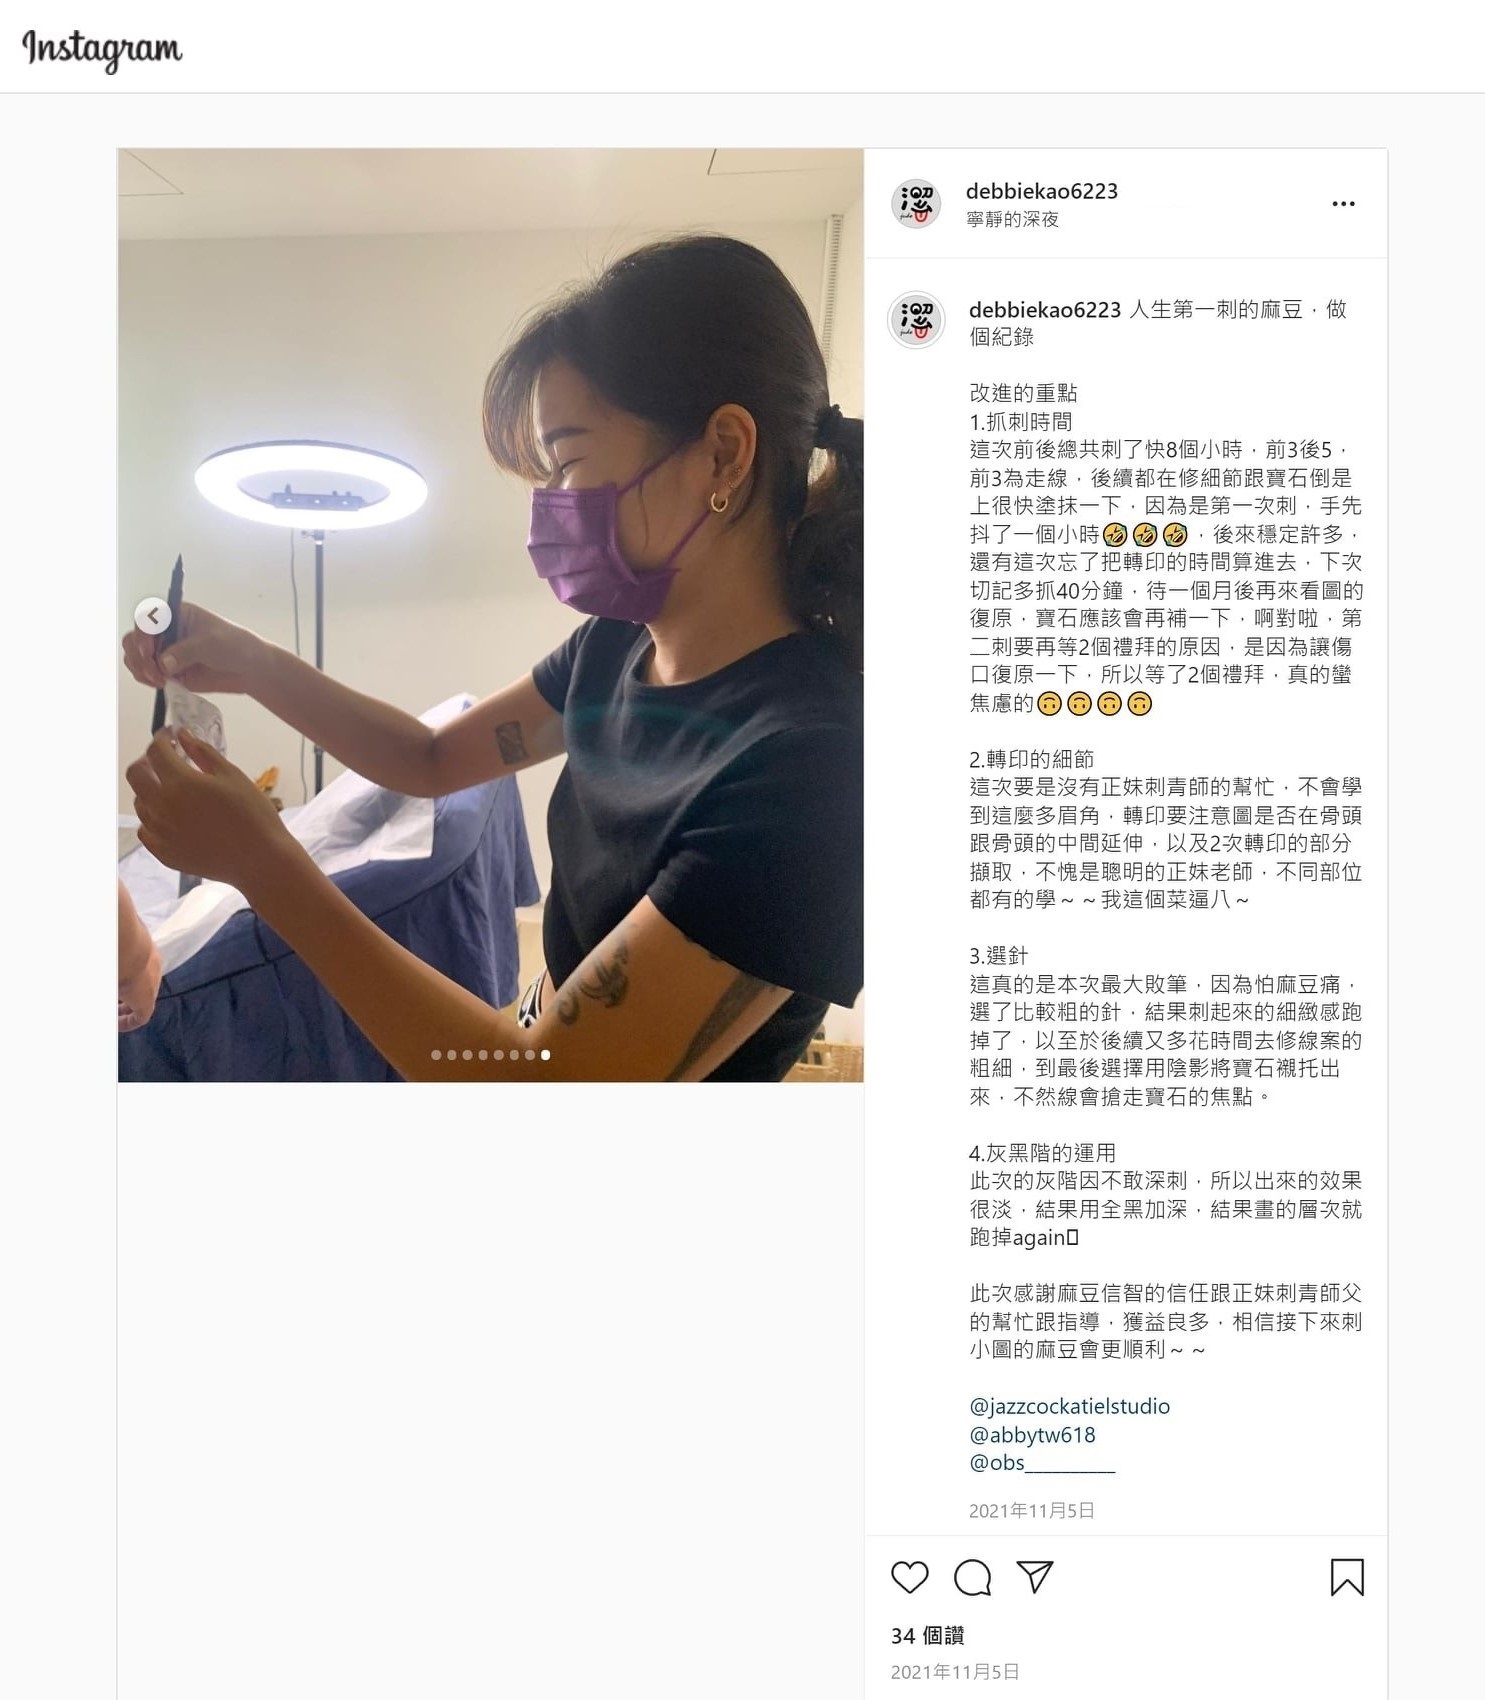 Instagram
debbiekao6223
寧靜的深夜
debbiekao6223 人生第一刺的麻豆，做
個紀錄
改進的重點
1.抓刺時間
這次前後總共刺了快8個小時，前3後5，
前3為走線，後續都在修細節跟寶石倒是
上很快塗抹一下，因為是第一次刺，手先
抖了一個小時🤣🤣🤣，後來穩定許多，
還有這次忘了把轉印的時間算進去，下次
切記多抓40分鐘，待一個月後再來看圖的
復原，寶石應該會再補一下，啊對啦，第
二刺要再等2個禮拜的原因，是因為讓傷
口復原一下，所以等了2個禮拜，真的蠻
焦慮的🙃🙃🙃🙃
2.轉印的細節
這次要是沒有正妹刺青師的幫忙，不會學
到這麼多眉角，轉印要注意圖是否在骨頭
跟骨頭的中間延伸，以及2次轉印的部分
擷取，不愧是聰明的正妹老師，不同部位
都有的學～～我這個菜逼八～
3.選針
這真的是本次最大敗筆，因為怕麻豆痛，
選了比較粗的針，結果刺起來的細緻感跑
掉了，以至於後續又多花時間去修線案的
粗細，到最後選擇用陰影將寶石襯托出
來，不然線會搶走寶石的焦點。
4.灰黑階的運用
此次的灰階因不敢深刺，所以出來的效果
很淡，結果用全黑加深，結果畫的層次就
跑掉again
此次感謝麻豆信智的信任跟正妹刺青師父
的幫忙跟指導，獲益良多，相信接下來刺
小圖的麻豆會更順利～～
@jazzcockatielstudio
@abbytw618
@obs__________
2021年11月5日
34 個讚
2021年11月5日